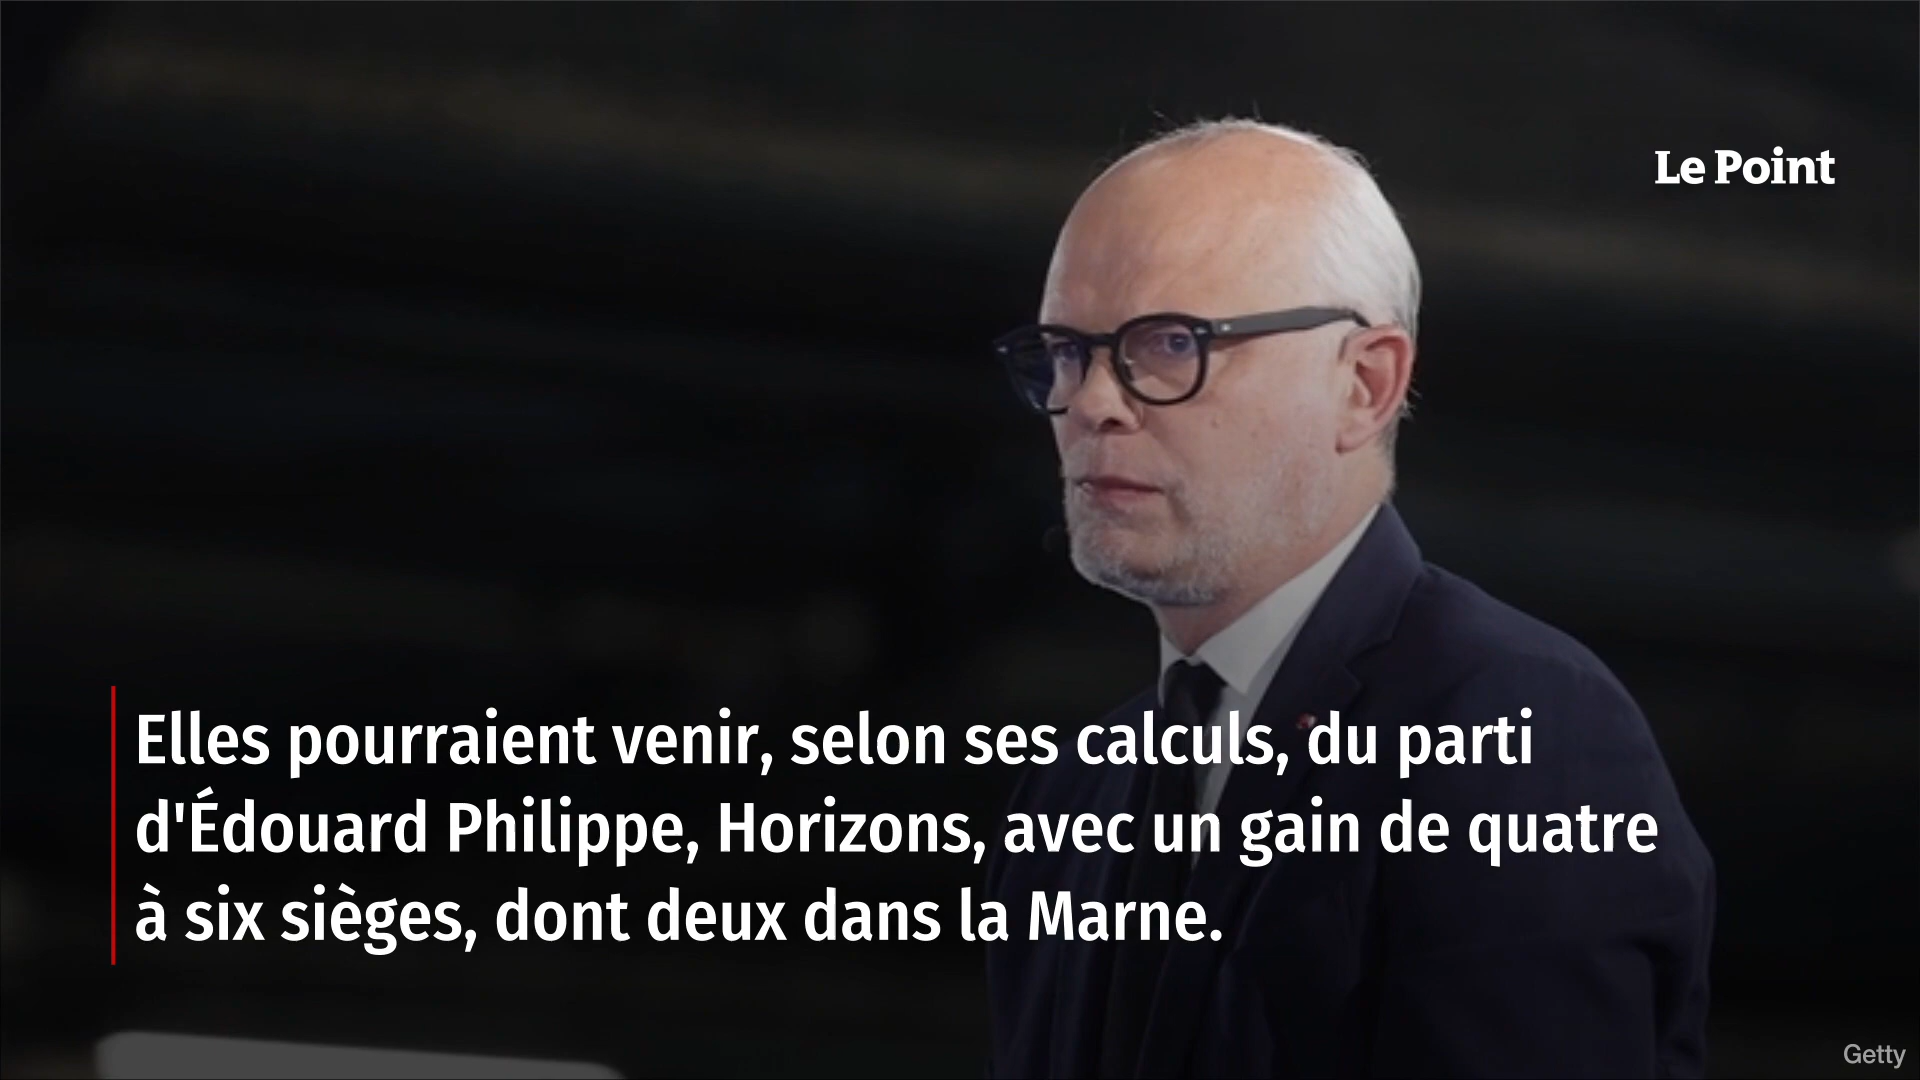 Le Point
Elles pourraient venir, selon ses calculs, du parti
d'Édouard Philippe, Horizons, avec un gain de quatre
à six sièges, dont deux dans la Marne.
Getty